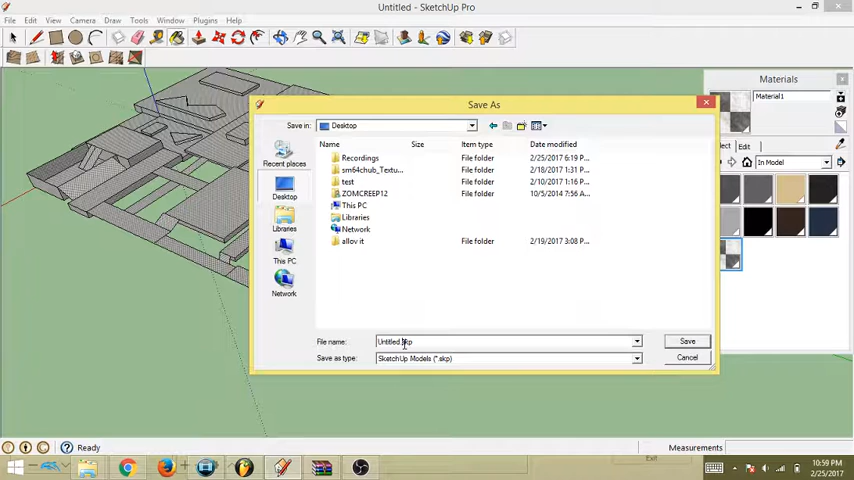 Untitled - SketchUp Pro
File Edit View Camera Draw Tools Window Plugins Help
Materials
Material1
Edit
In Model
Save As
Save in: Desktop
Name Size Item type Date modified
Recordings File folder 2/25/2017 6:19 P...
sm64chub_Textu... File folder 2/18/2017 1:31 P...
test File folder 2/10/2017 1:16 P...
ZOMCREEP12 File folder 10/5/2014 7:56 A...
This PC
Libraries
Network
allov it File folder 2/19/2017 3:08 P...
Recent places
Desktop
Libraries
This PC
Network
File name: Untitled.skp Save
Save as type: SketchUp Models (*.skp) Cancel
Ready
Measurements
Exit
10:59 PM
2/25/2017